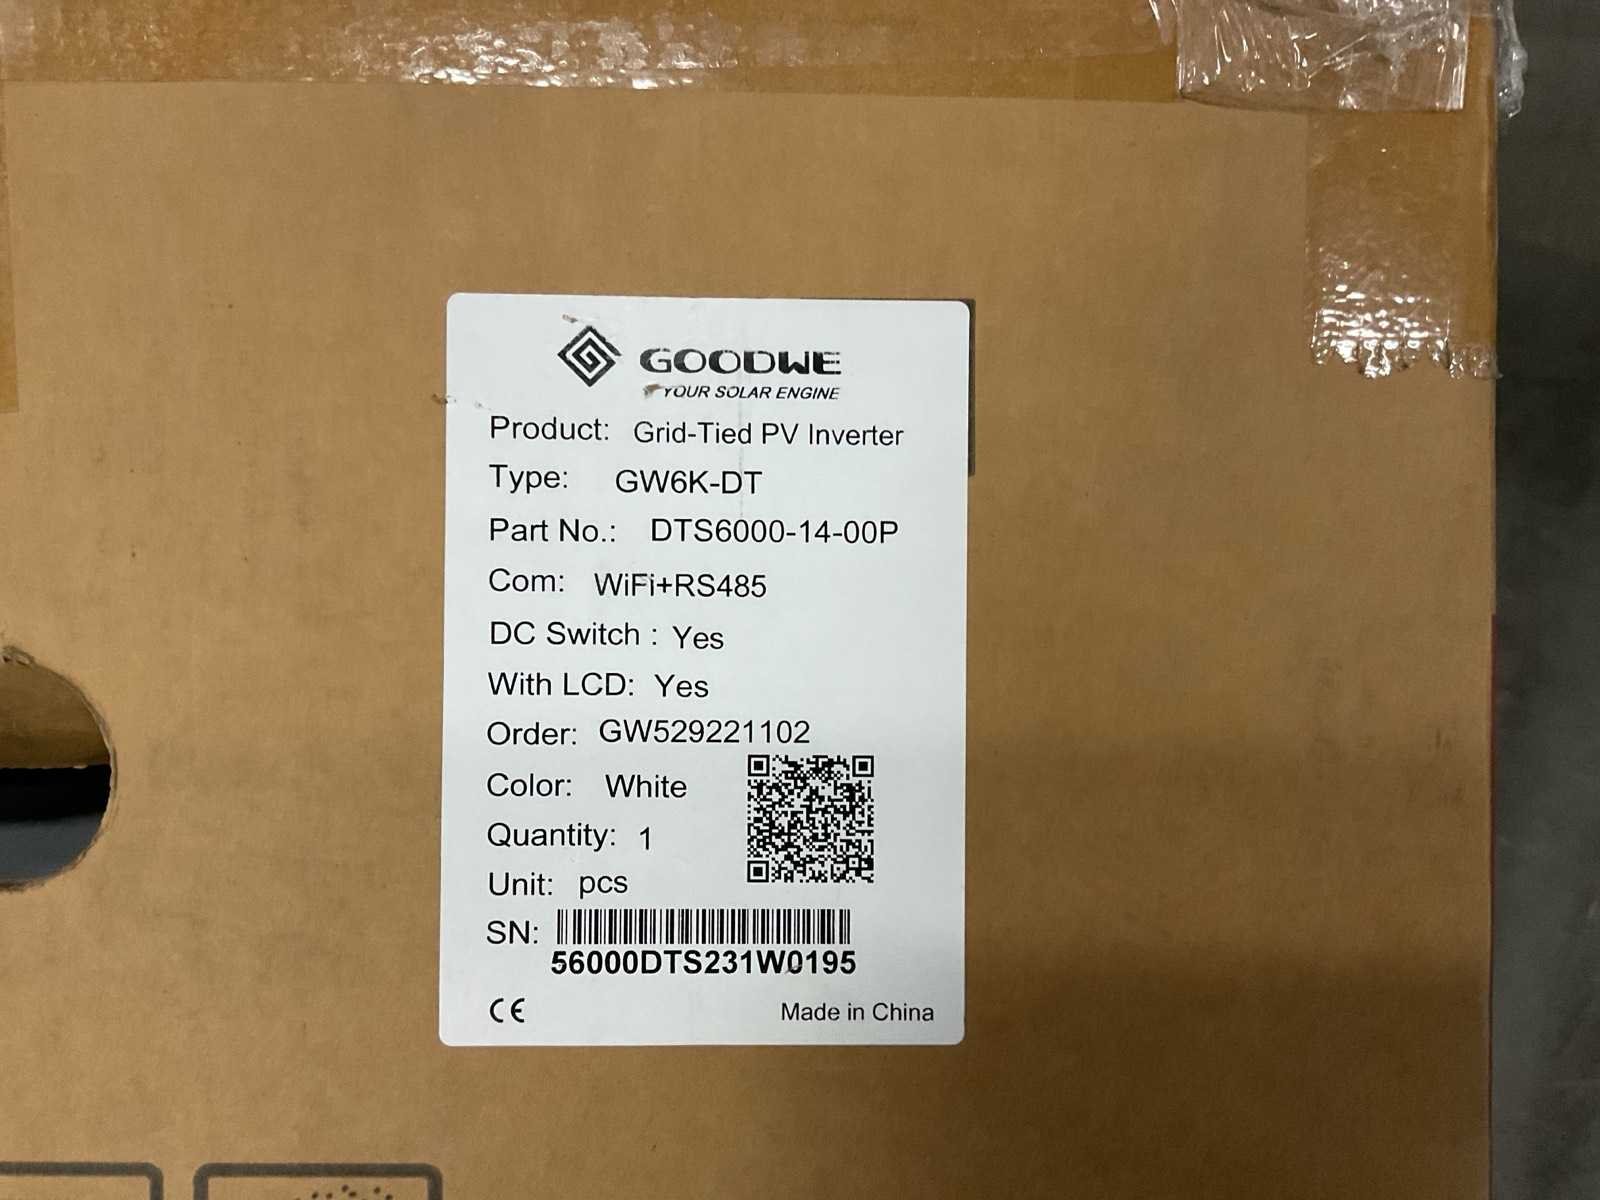 GOODWE
YOUR SOLAR ENGINE
Product: Grid-Tied PV Inverter
Type: GW6K-DT
Part No.: DTS6000-14-00P
Com: WiFi+RS485
DC Switch : Yes
With LCD: Yes
Order: GW529221102
Color: White
Quantity: 1
Unit: pcs
SN:
56000DTS231W0195
CE
Made in China